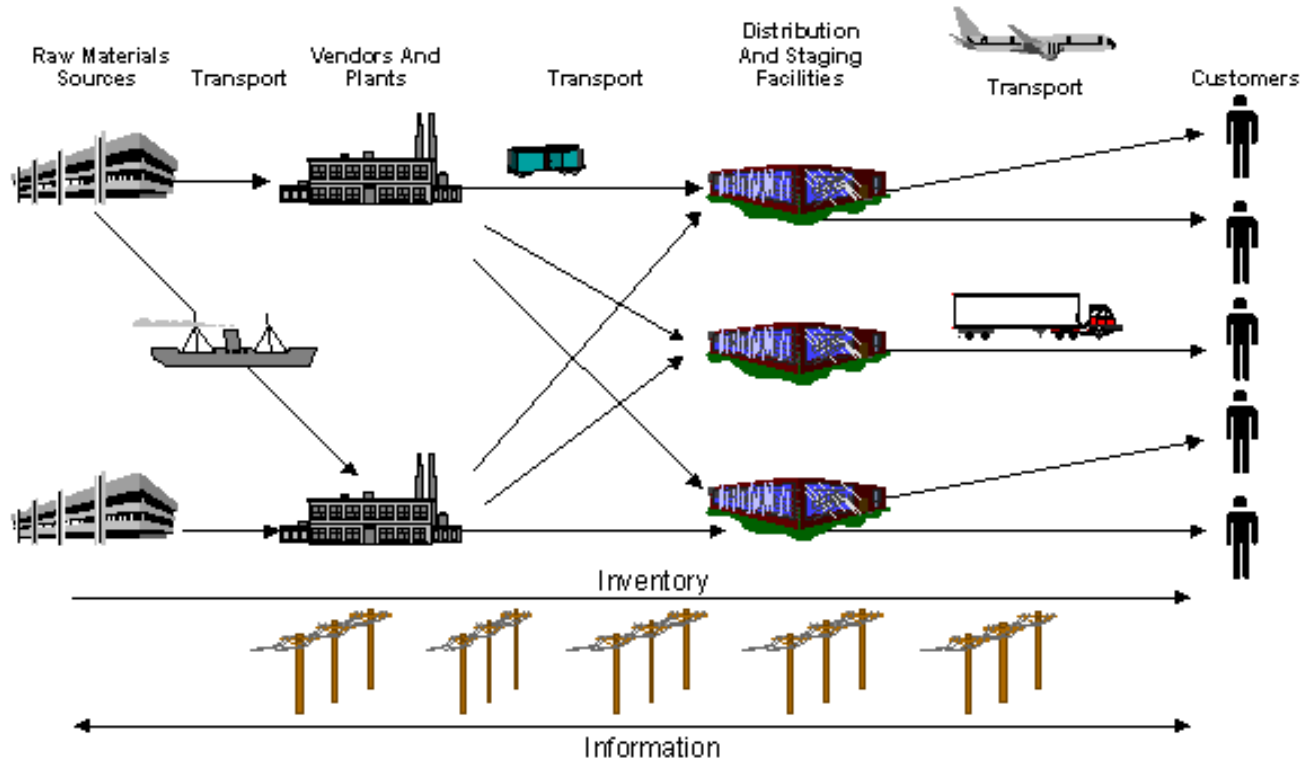 Raw Materials
Sources
Transport
Vendors And
Plants
Transport
Distribution
And Staging
Facilities
Transport
Customers
Inventory
Information